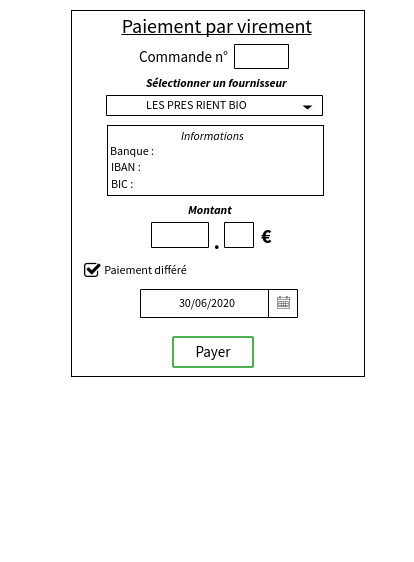 Paiement par virement
Commande n°
Sélectionner un fournisseur
LES PRES RIENT BIO
Informations
Banque :
IBAN :
BIC :
Montant
. €
Paiement différé
30/06/2020
Payer